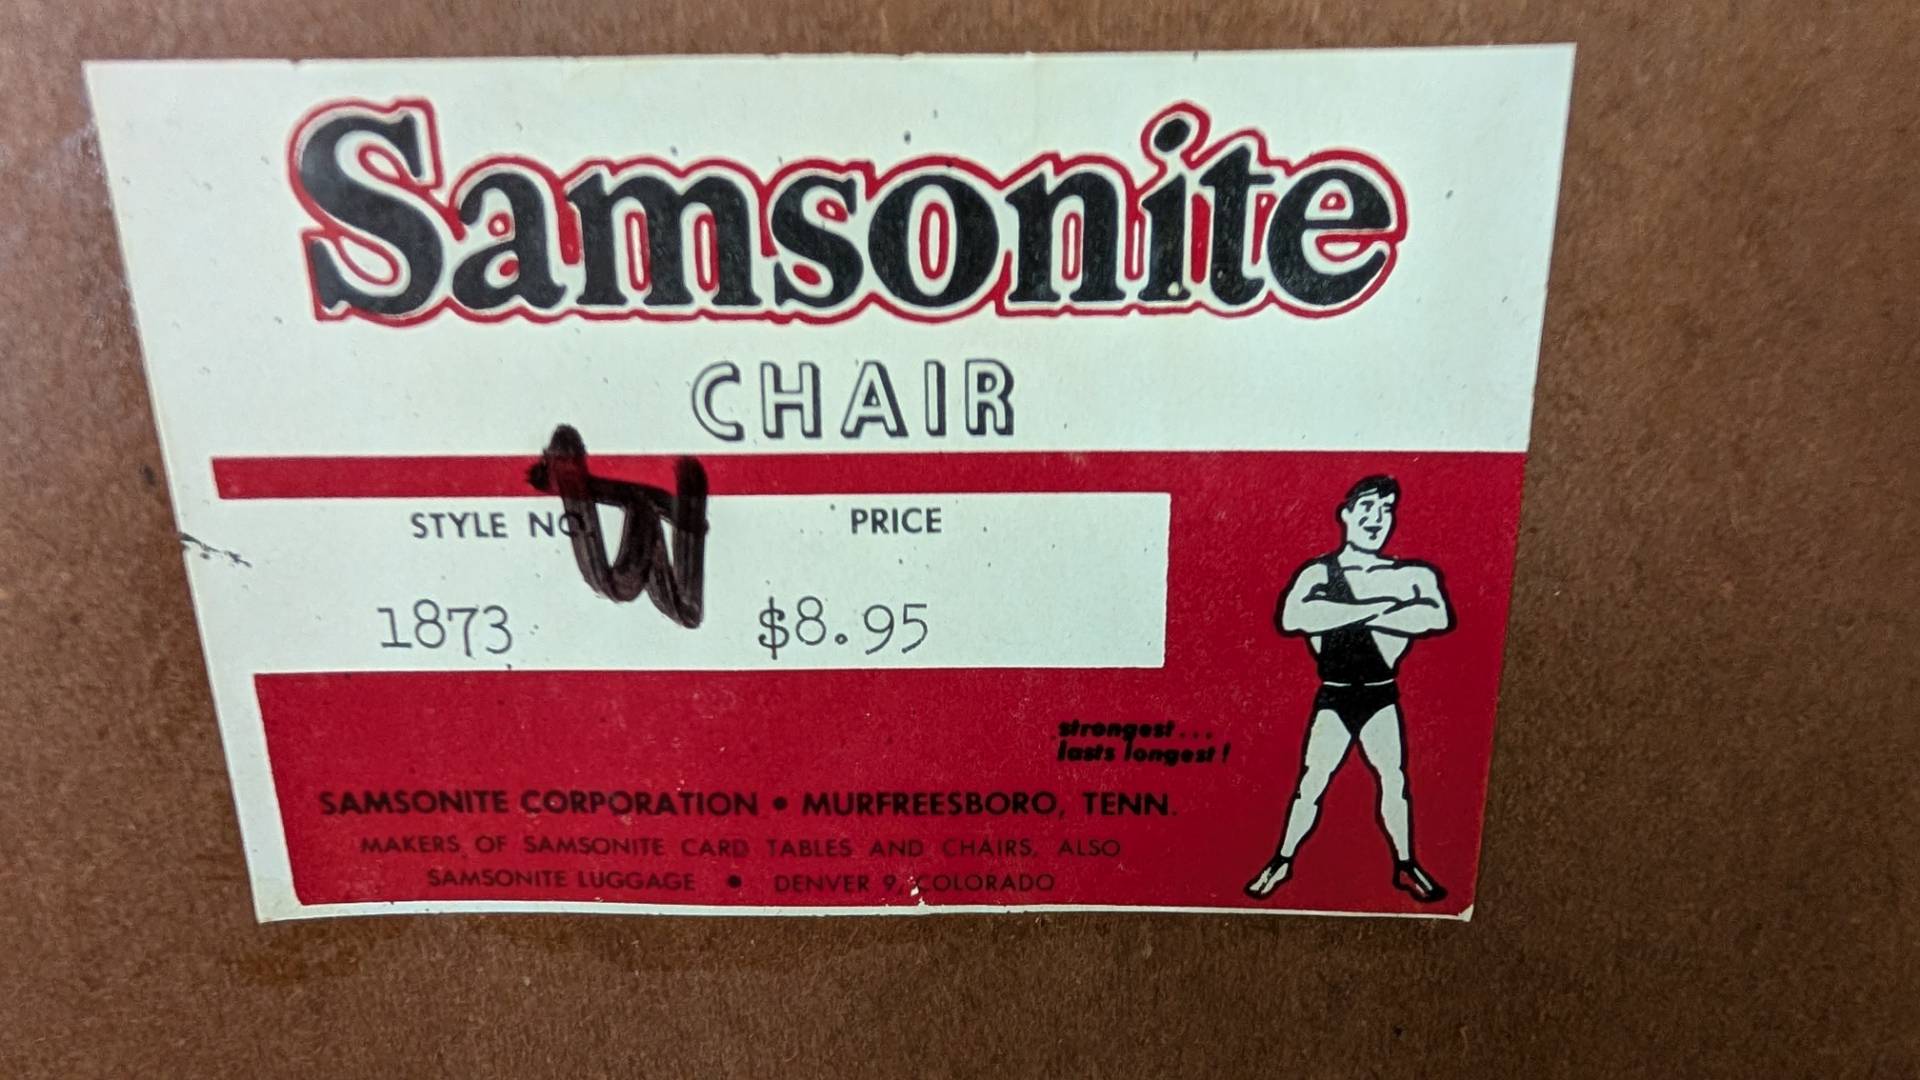 Samsonite
CHAIR
STYLE NO. PRICE
1873 $8.95
strongest...
lasts longest!
SAMSONITE CORPORATION • MURFREESBORO, TENN.
MAKERS OF SAMSONITE CARD TABLES AND CHAIRS, ALSO
SAMSONITE LUGGAGE • DENVER 9, COLORADO